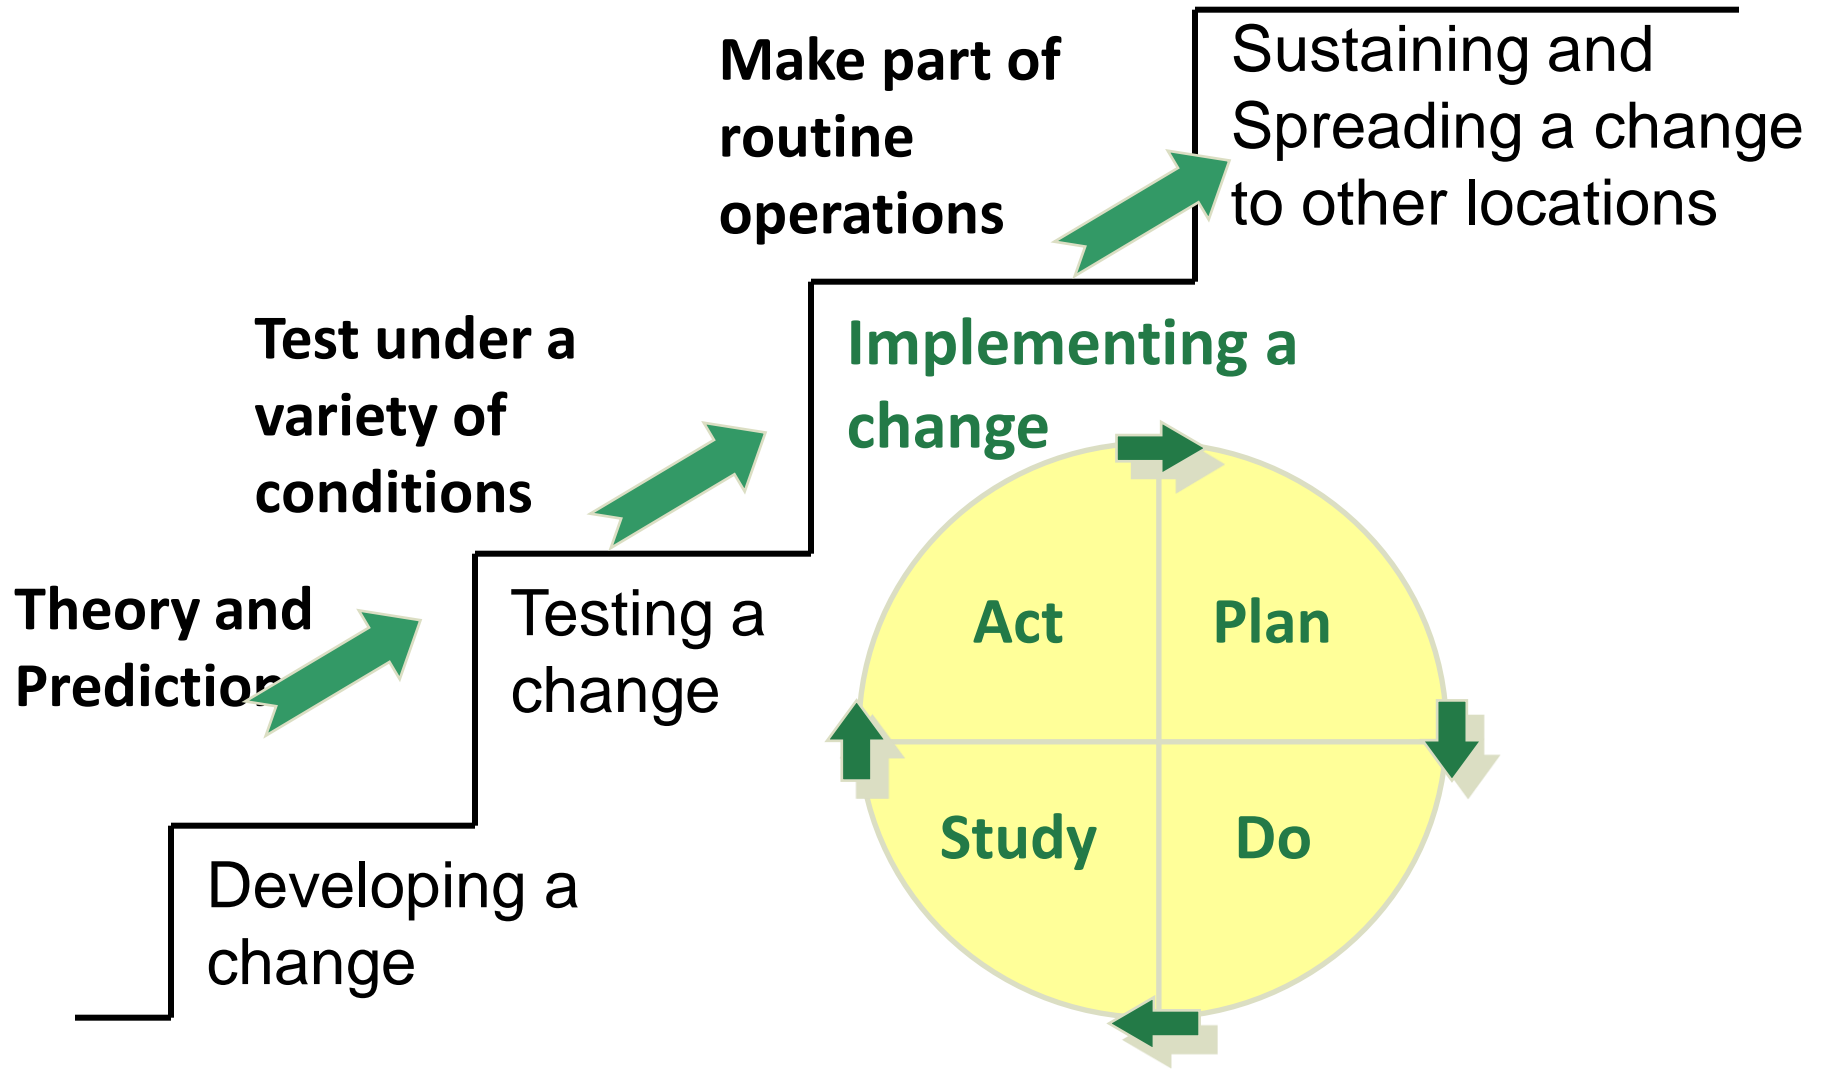 Make part of
routine
operations
Sustaining and
Spreading a change
to other locations
Test under a
variety of
conditions
Implementing a
change
Theory and
Prediction
Testing a
change
Act
Plan
Study
Do
Developing a
change